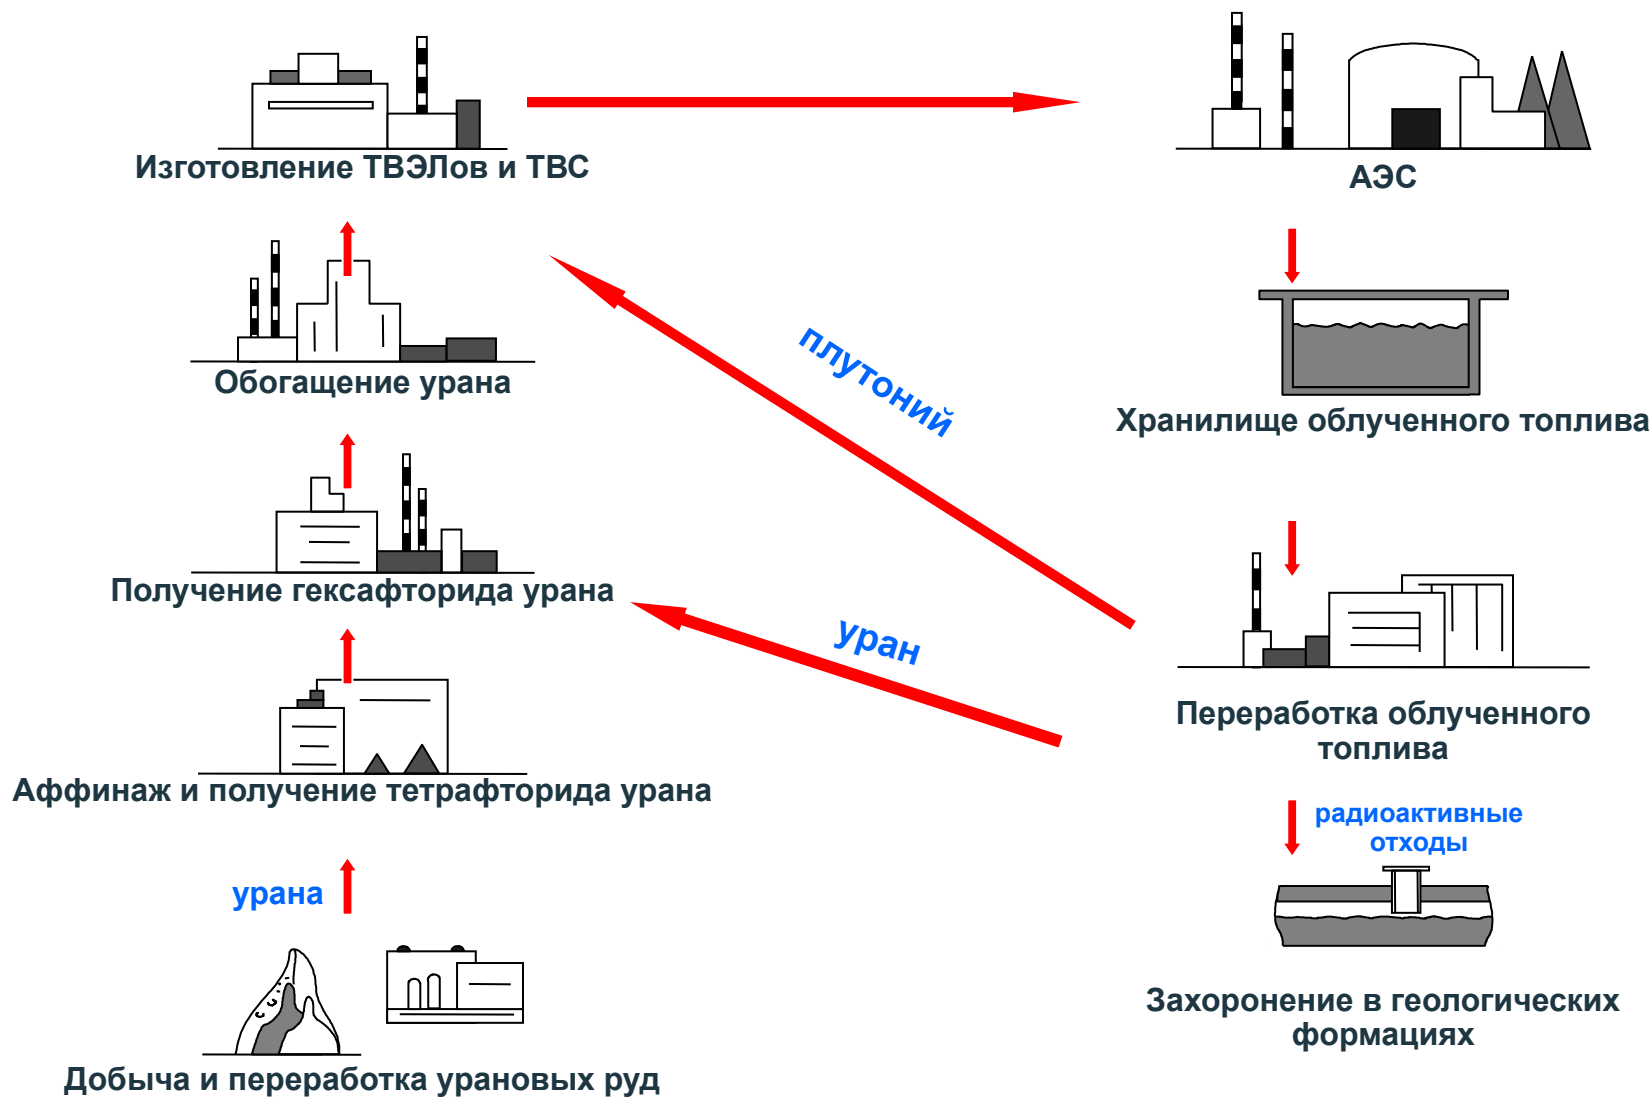 Изготовление ТВЭЛов и ТВС
АЭС
Обогащение урана
плутоний
Хранилище облученного топлива
Получение гексафторида урана
уран
Переработка облученного
топлива
Аффинаж и получение тетрафторида урана
радиоактивные
отходы
урана
Захоронение в геологических
формациях
Добыча и переработка урановых руд